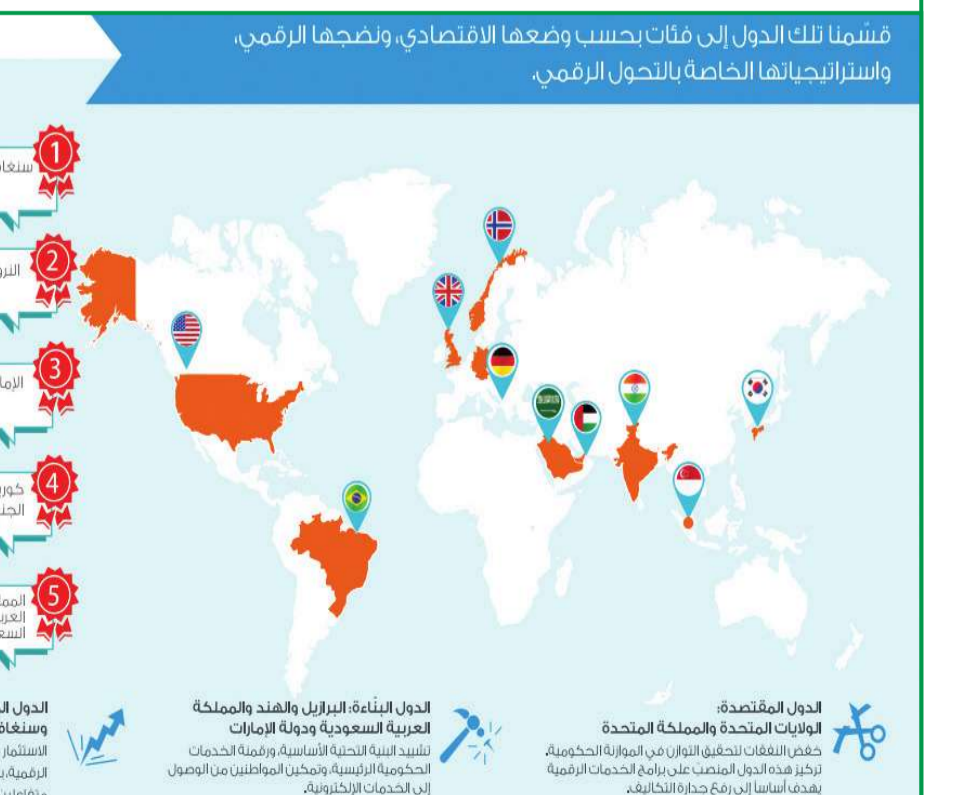 قسّمنا تلك الدول إلى فئات بحسب وضعها الاقتصادي، ونضجها الرقمي،
واستراتيجياتها الخاصة بالتحول الرقمي.
1
2
3
4
5
الدول المقتصدة:
الولايات المتحدة والمملكة المتحدة
خفض النفقات لتحقيق التوازن في الموازنة الحكومية.
تركيز هذه الدول المنصبّ على برامج الخدمات الرقمية
يهدف أساساً إلى رفع جدارة التكاليف.
الدول البنّاءة: البرازيل والهند والمملكة
العربية السعودية ودولة الإمارات
تشييد البنية التحتية الأساسية، ورقمنة الخدمات
الحكومية الرئيسية، وتمكين المواطنين من الوصول
إلى الخدمات الإلكترونية.
الدول
الاستثمار
الرقمية،